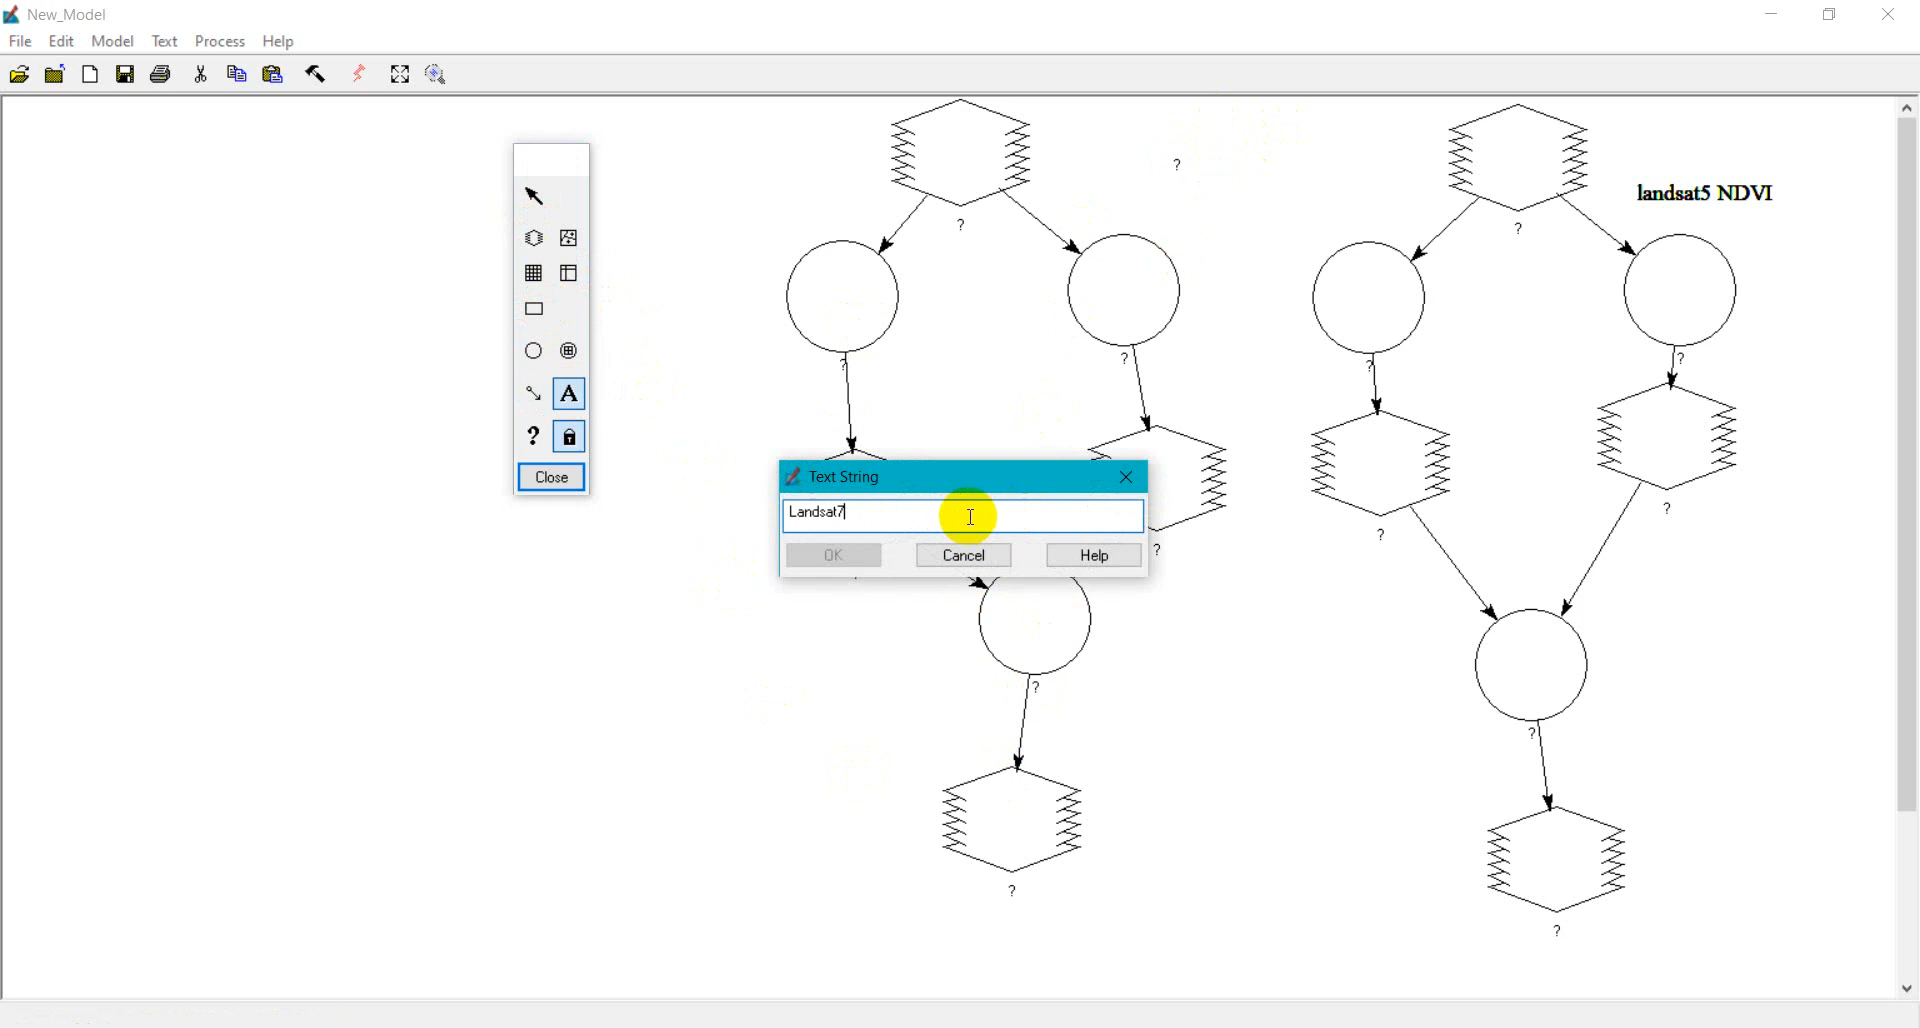 New_Model
File Edit Model Text Process Help
?
landsat5 NDVI
? ?
? ? ? ?
A
?
Close
Text String
Landsat7
OK Cancel Help
?
?
?
?
?
?
?
?